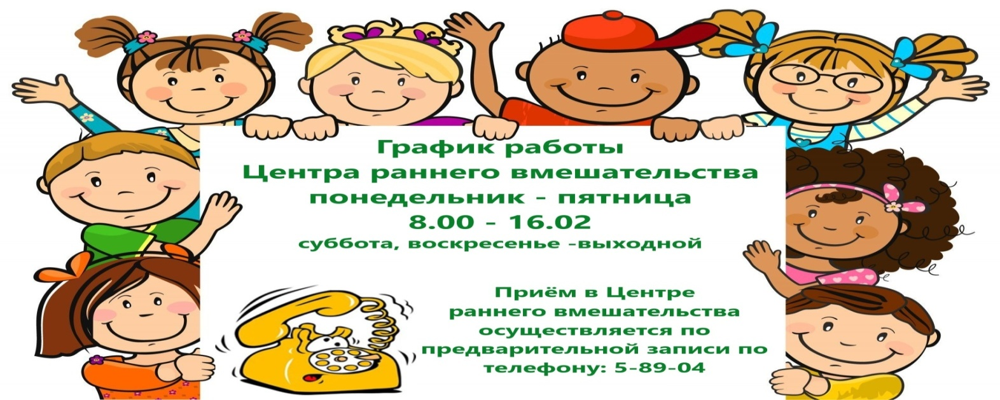 График работы
Центра раннего вмешательства
понедельник - пятница
8.00 - 16.02
суббота, воскресенье -выходной
Приём в Центре
раннего вмешательства
осуществляется по
предварительной записи по
телефону: 5-89-04